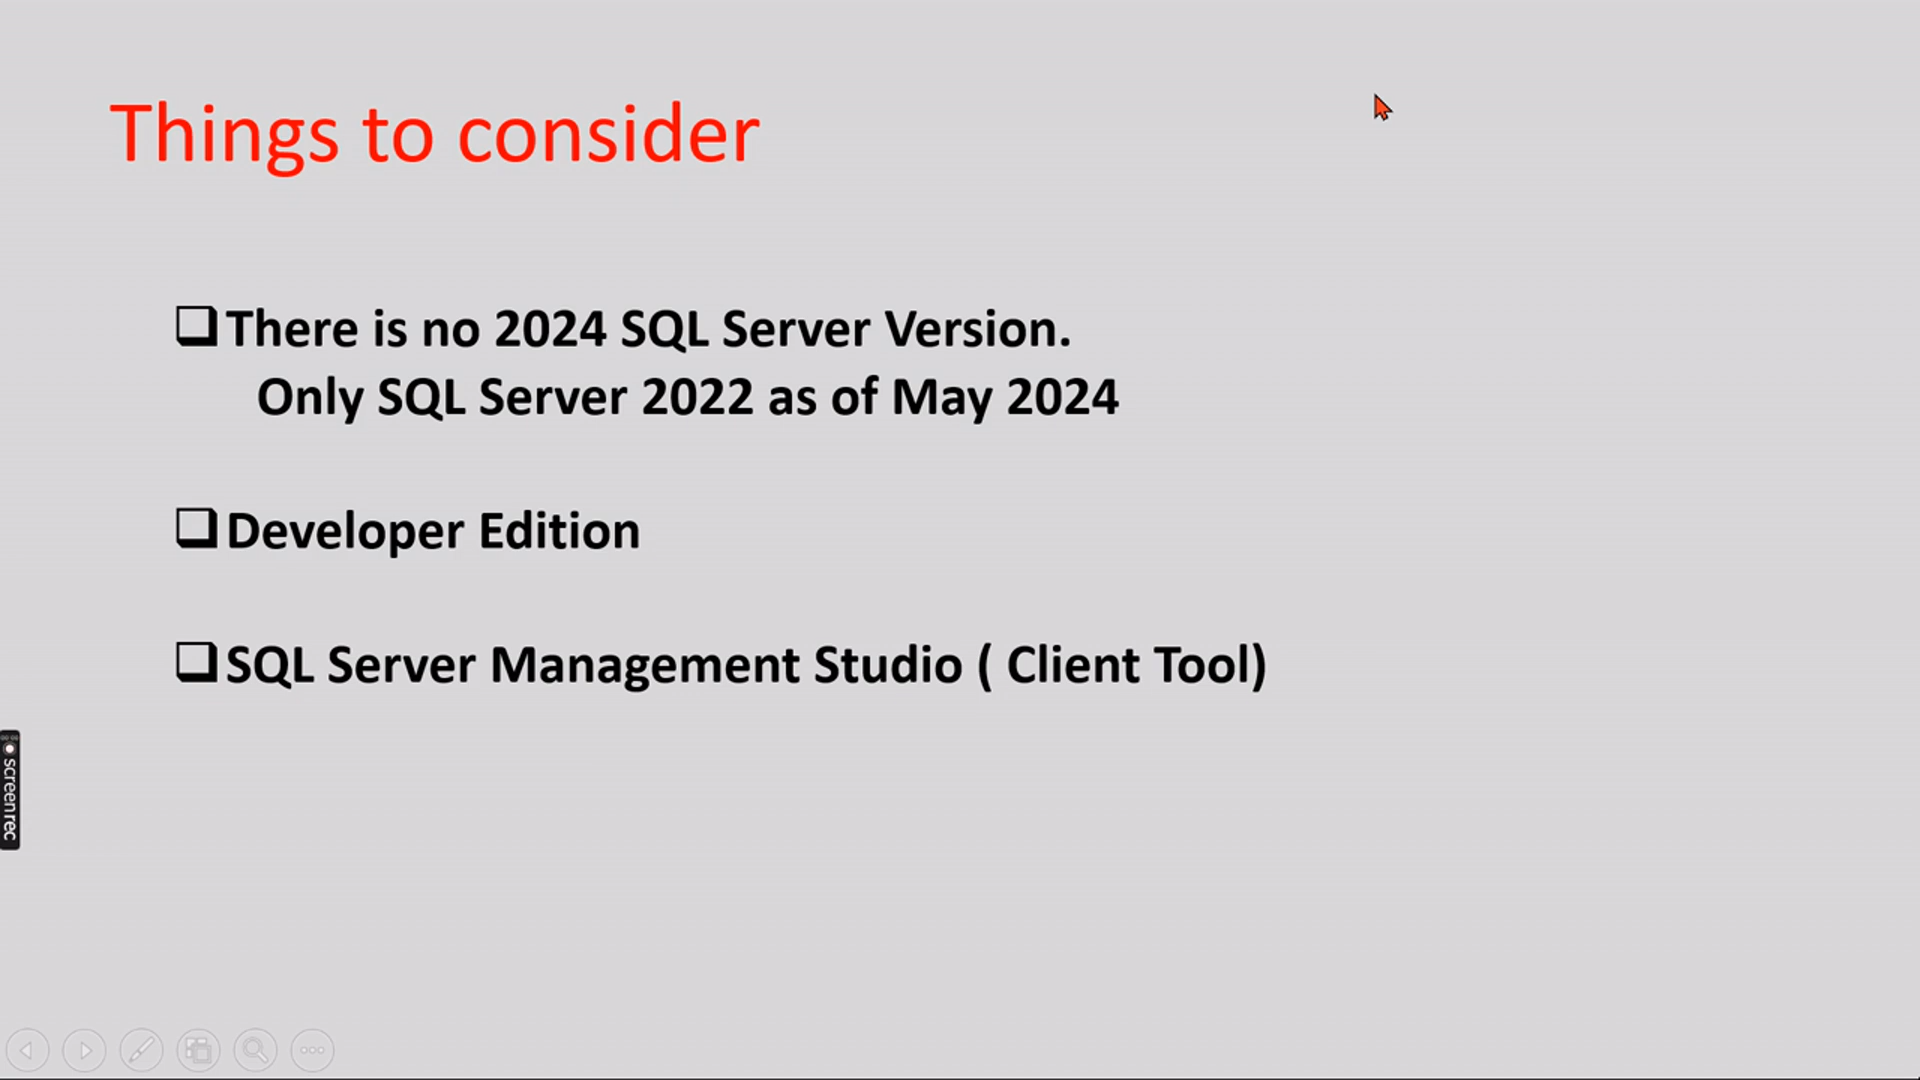 Things to consider
There is no 2024 SQL Server Version.
Only SQL Server 2022 as of May 2024
Developer Edition
SQL Server Management Studio ( Client Tool)
screenrec